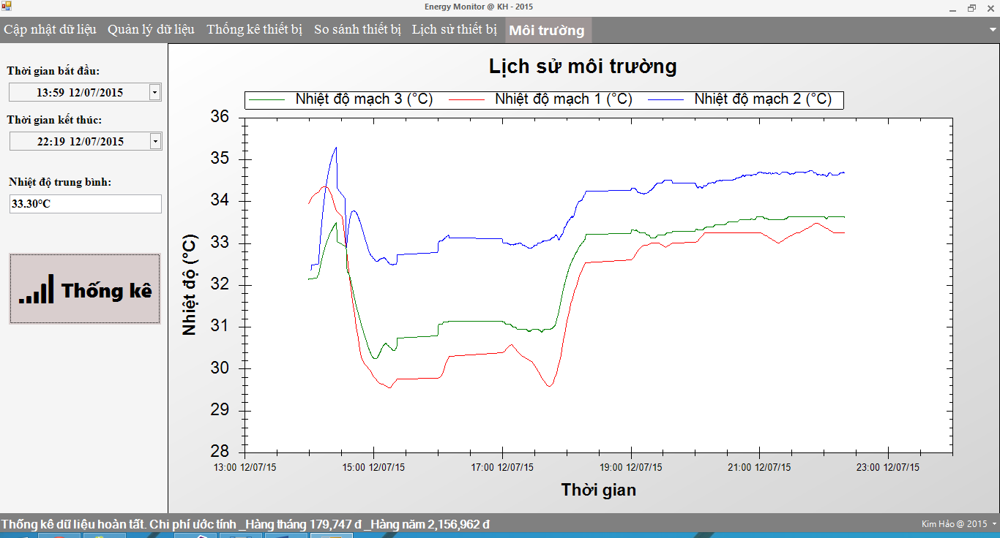 Energy Monitor @ KH - 2015
Cập nhật dữ liệu Quản lý dữ liệu Thống kê thiết bị So sánh thiết bị Lịch sử thiết bị Môi trường
Thời gian bắt đầu:
13:59 12/07/2015
Thời gian kết thúc:
22:19 12/07/2015
Nhiệt độ trung bình:
33.30°C
Thống kê
Lịch sử môi trường
Nhiệt độ mạch 3 (°C) Nhiệt độ mạch 1 (°C) Nhiệt độ mạch 2 (°C)
36
35
34
33
32
31
30
29
28
Nhiệt độ (°C)
13:00 12/07/15 15:00 12/07/15 17:00 12/07/15 19:00 12/07/15 21:00 12/07/15 23:00 12/07/15
Thời gian
Thống kê dữ liệu hoàn tất. Chi phí ước tính _Hàng tháng 179,747 đ _Hàng năm 2,156,962 đ
Kim Hảo @ 2015